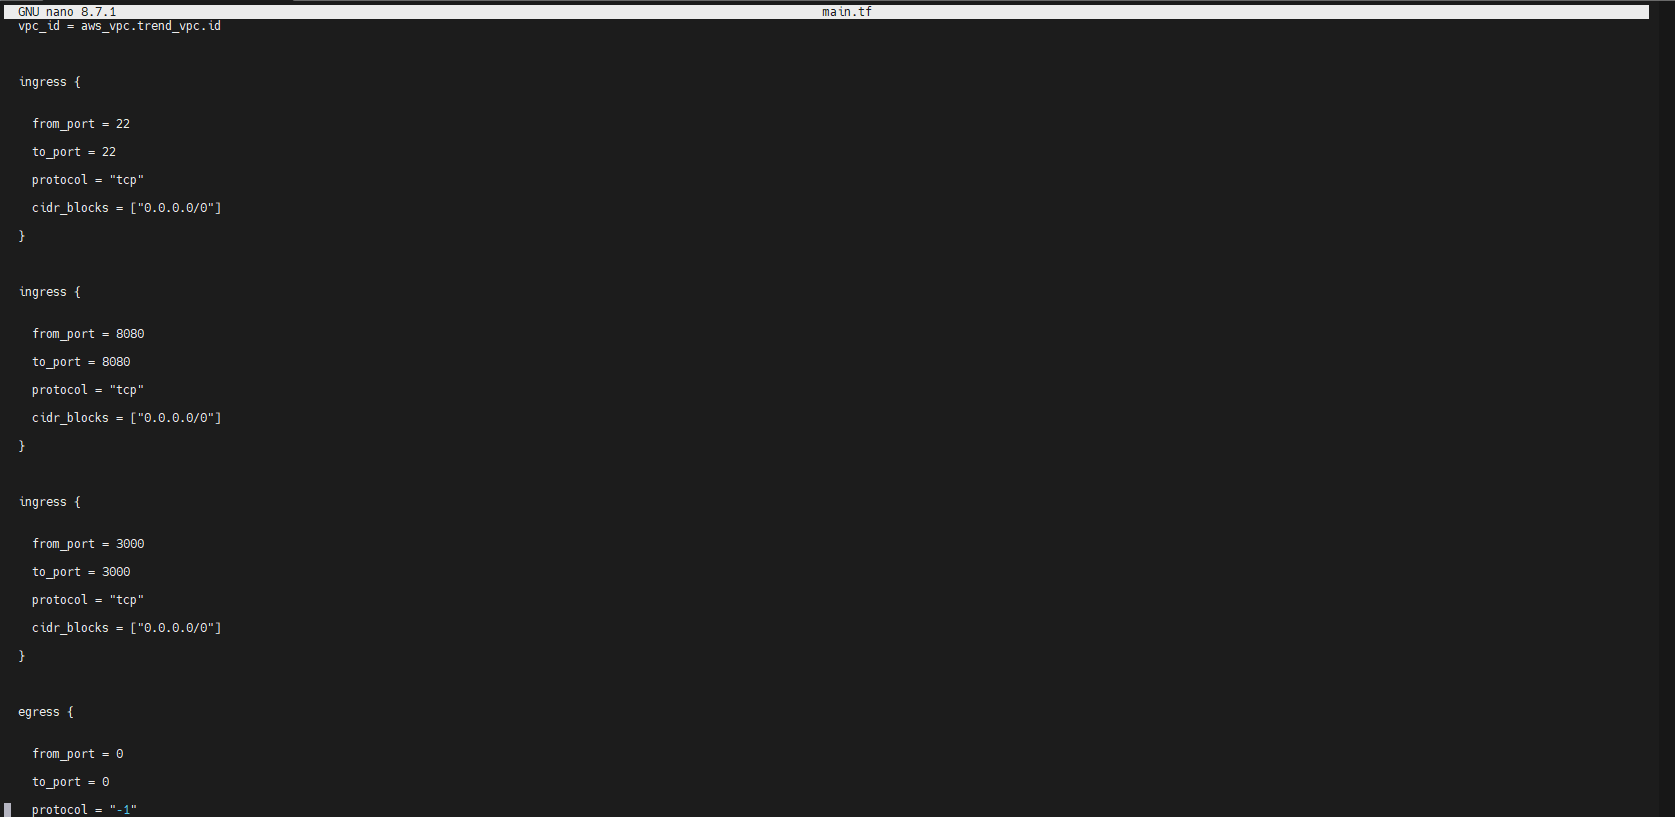 GNU nano 8.7.1 main.tf
vpc_id = aws_vpc.trend_vpc.id
ingress {
from_port = 22
to_port = 22
protocol = "tcp"
cidr_blocks = ["0.0.0.0/0"]
}
ingress {
from_port = 8080
to_port = 8080
protocol = "tcp"
cidr_blocks = ["0.0.0.0/0"]
}
ingress {
from_port = 3000
to_port = 3000
protocol = "tcp"
cidr_blocks = ["0.0.0.0/0"]
}
egress {
from_port = 0
to_port = 0
protocol = "-1"